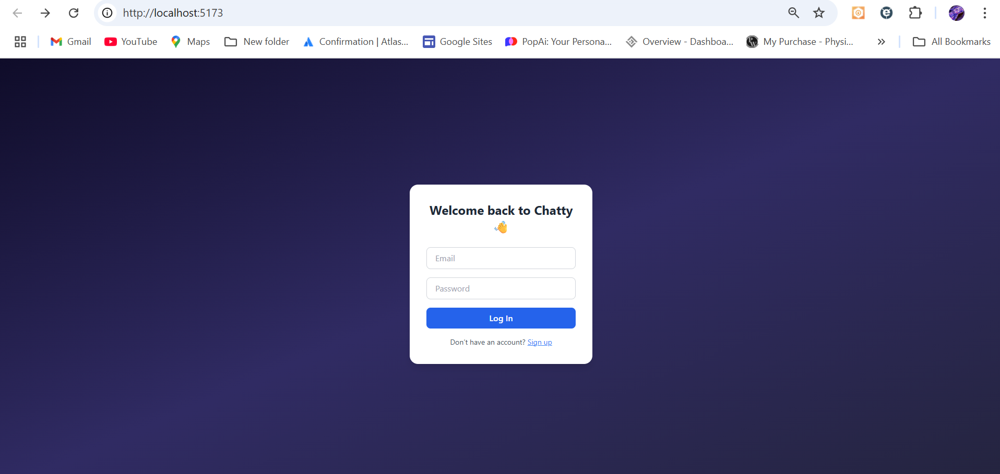 http://localhost:5173
Gmail YouTube Maps New folder Confirmation | Atlas... Google Sites PopAi: Your Persona... Overview - Dashboa... My Purchase - Physi... All Bookmarks
Welcome back to Chatty
👋
Email
Password
Log In
Don't have an account? Sign up